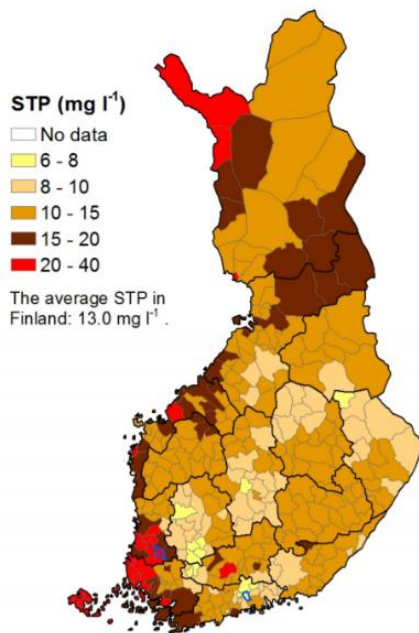 STP (mg l⁻¹)
No data
6 - 8
8 - 10
10 - 15
15 - 20
20 - 40
The average STP in
Finland: 13.0 mg l⁻¹ .